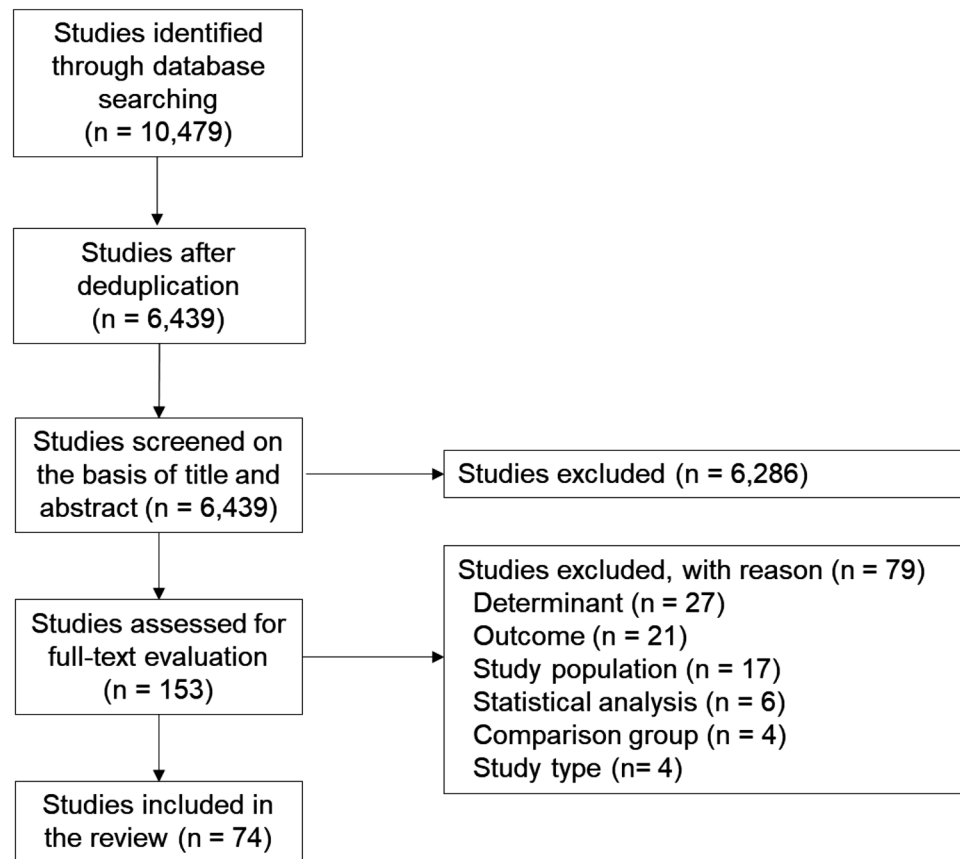 Studies identified
through database
searching
(n = 10,479)
Studies after
deduplication
(n = 6,439)
Studies screened on
the basis of title and
abstract (n = 6,439)
Studies excluded (n = 6,286)
Studies assessed for
full-text evaluation
(n = 153)
Studies excluded, with reason (n = 79)
Determinant (n = 27)
Outcome (n = 21)
Study population (n = 17)
Statistical analysis (n = 6)
Comparison group (n = 4)
Study type (n= 4)
Studies included in
the review (n = 74)